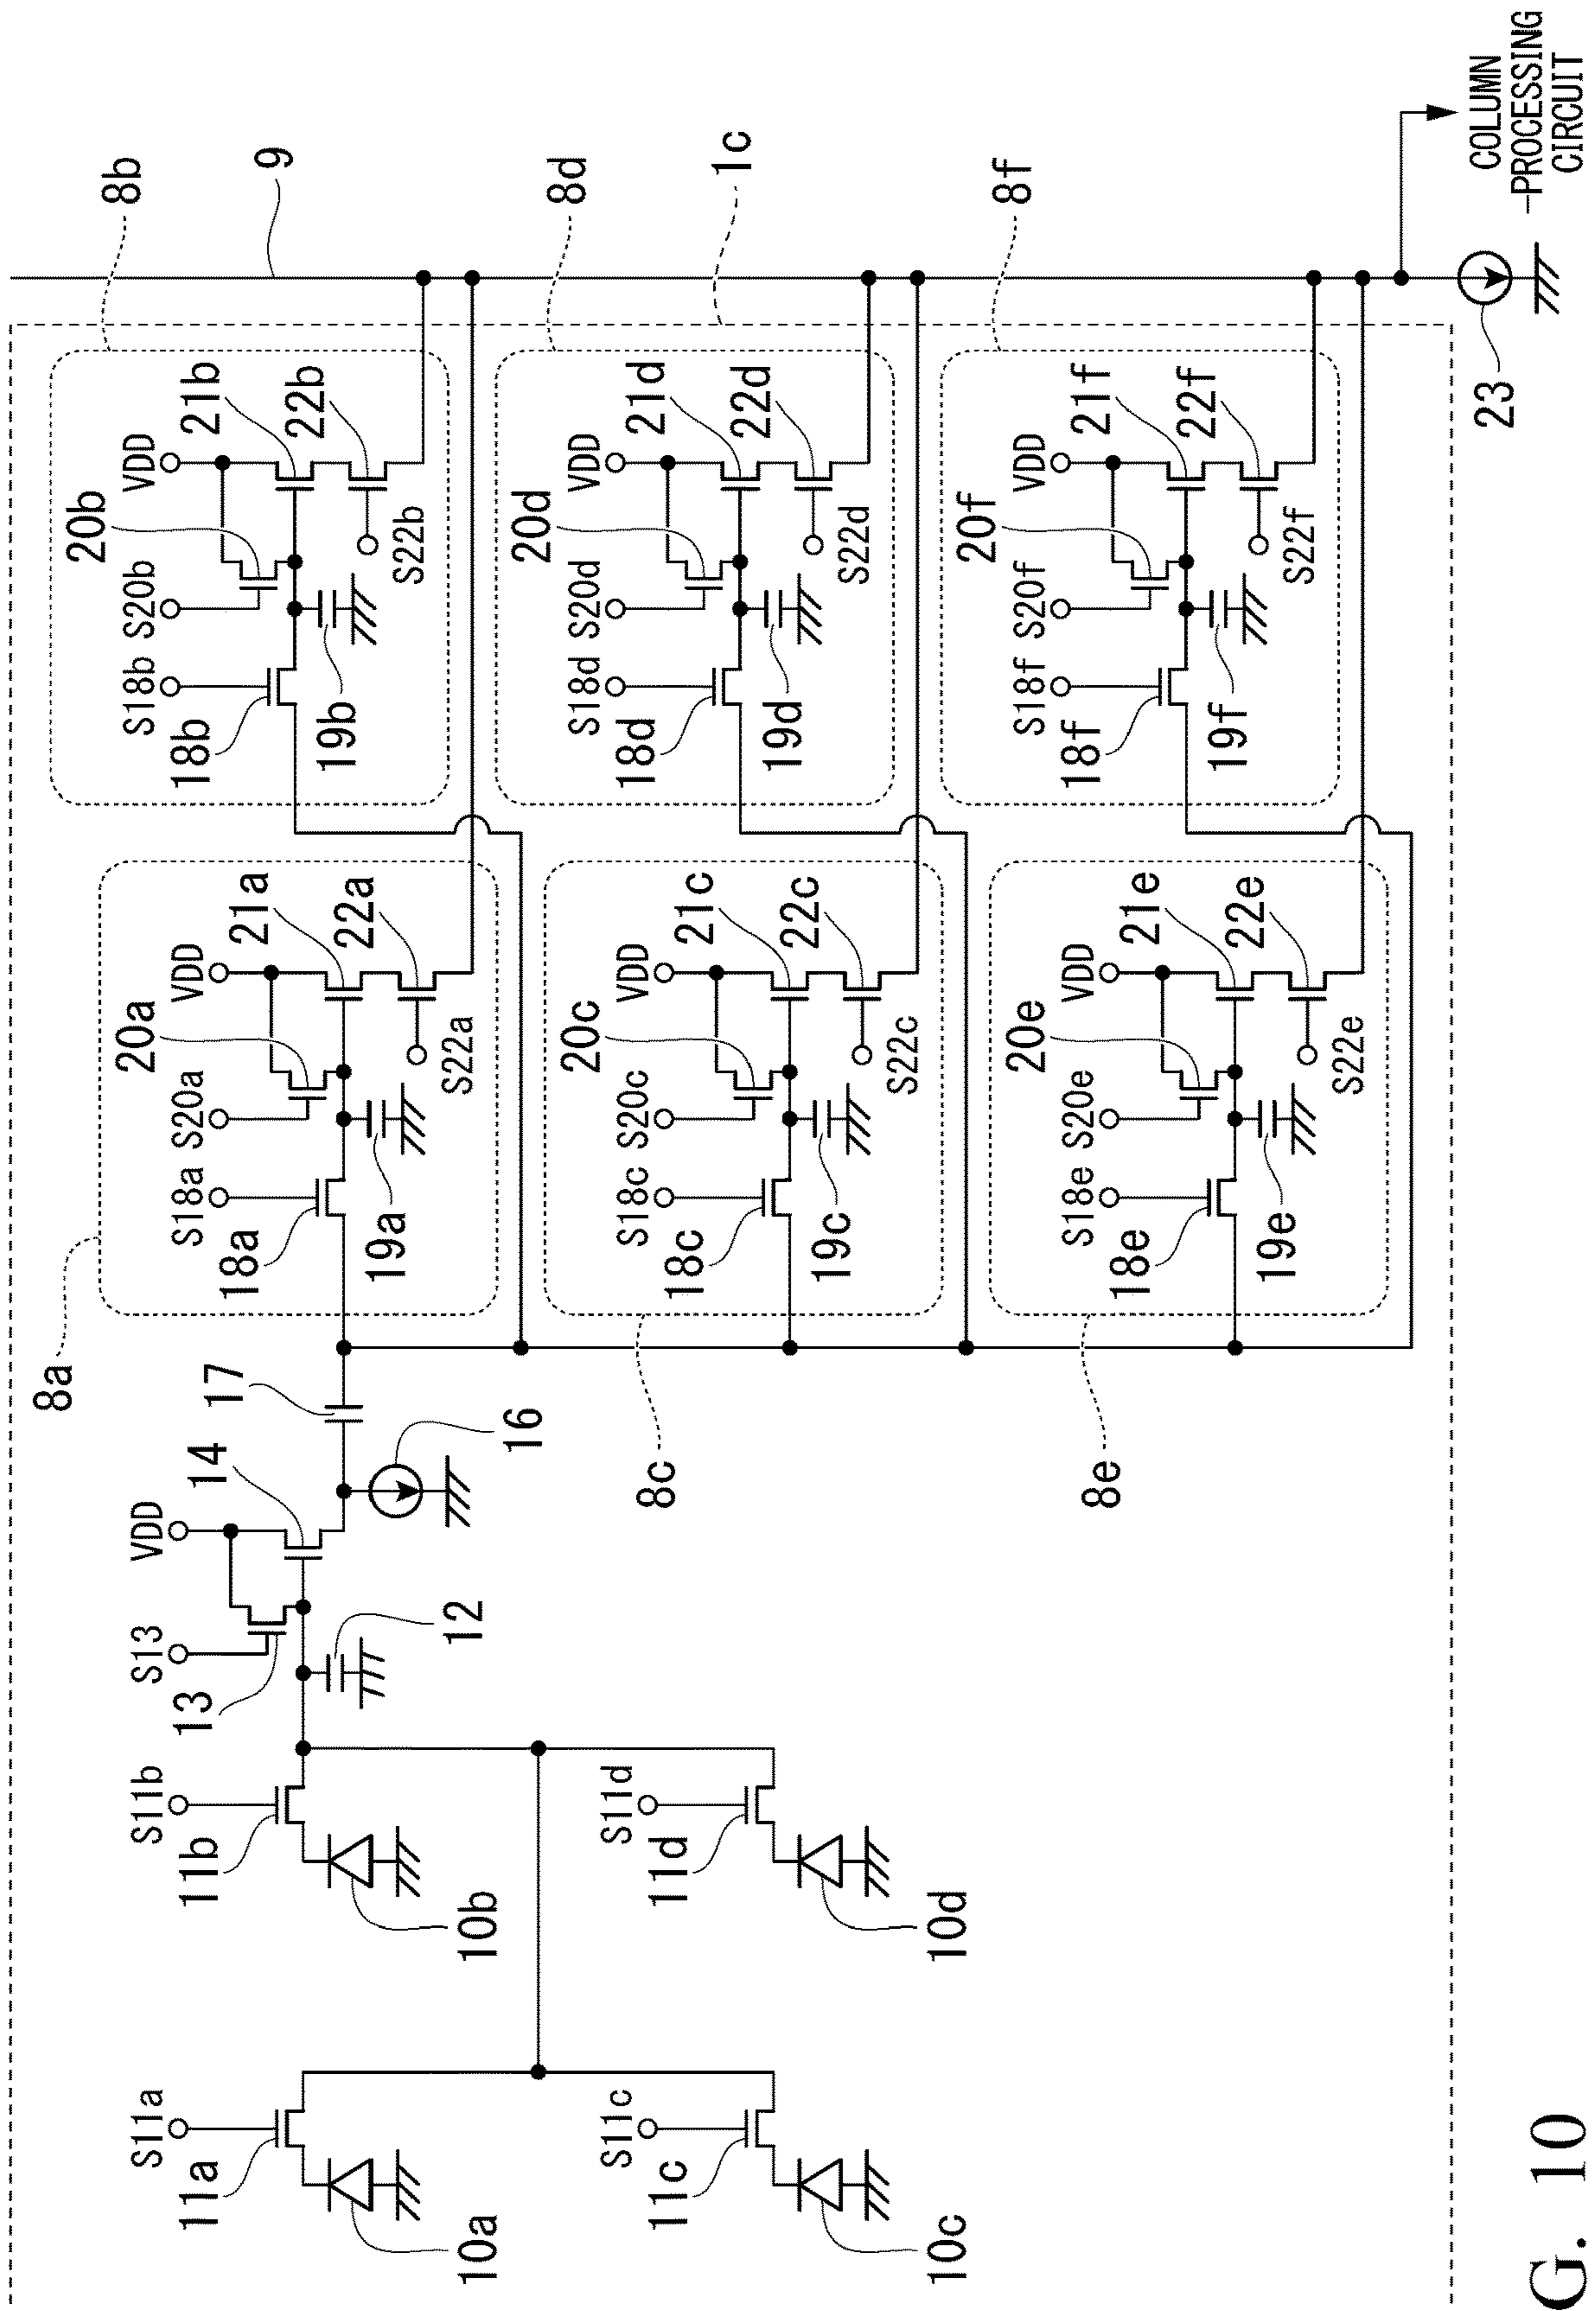 8a
20b
S11a
S11b
S13
VDD
20a
S18b
S20b
VDD
8b
11a
11b
13
14
17
S18a
S20a
VDD
18b
21b
18a
21a
9
22b
19b
22a
19a
S22b
S22a
10a
10b
12
16
20d
8d
20c
S18d
S20d
VDD
S11c
S11d
S18c
S20c
VDD
18d
21d
8c
11c
11d
18c
21c
1c
22d
19d
22c
19c
S22d
S22c
10c
10d
20f
8f
20e
S18f
S20f
VDD
S18e
S20e
VDD
18f
21f
8e
18e
21e
22f
19f
22e
19e
S22f
S22e
23
COLUMN
-PROCESSING
CIRCUIT
G. 10